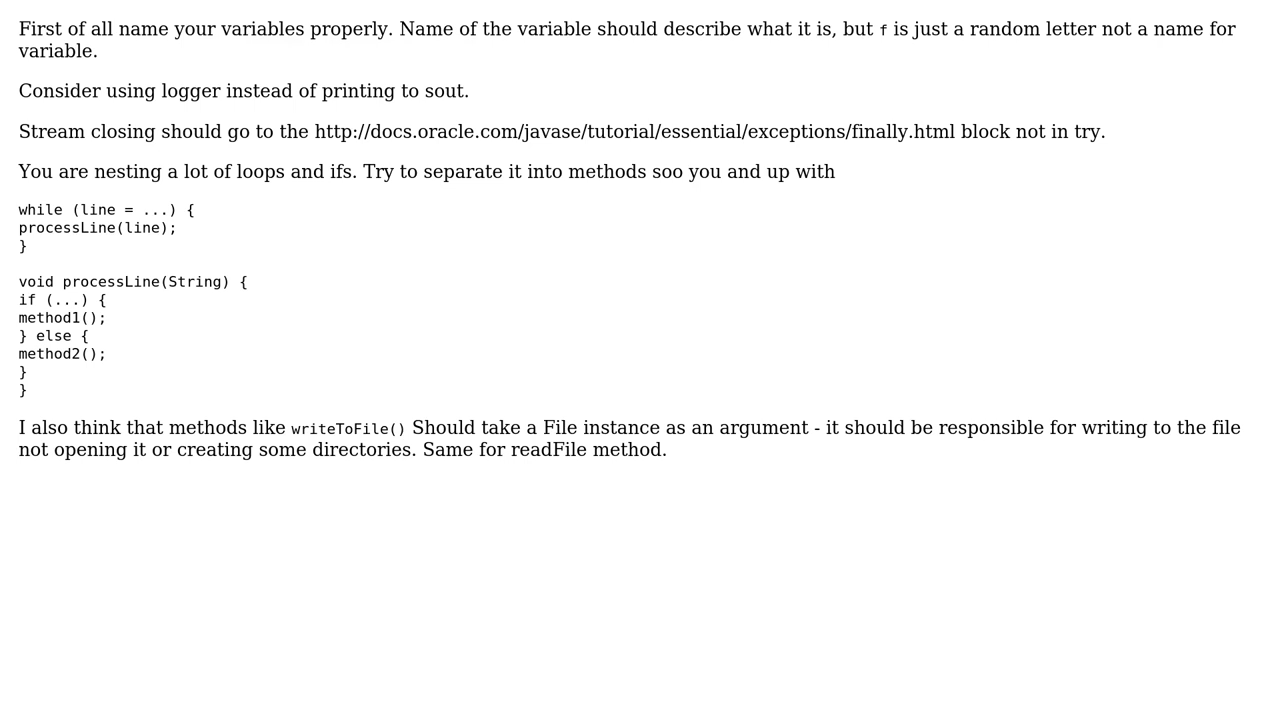 First of all name your variables properly. Name of the variable should describe what it is, but f is just a random letter not a name for
variable.
Consider using logger instead of printing to sout.
Stream closing should go to the http://docs.oracle.com/javase/tutorial/essential/exceptions/finally.html block not in try.
You are nesting a lot of loops and ifs. Try to separate it into methods soo you and up with
while (line = ...) {
processLine(line);
}
void processLine(String) {
if (...) {
method1();
} else {
method2();
}
}
I also think that methods like writeToFile() Should take a File instance as an argument - it should be responsible for writing to the file
not opening it or creating some directories. Same for readFile method.